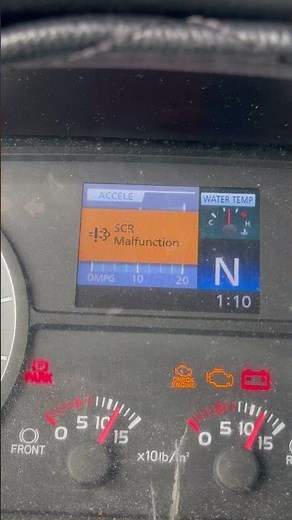 ACCELE
WATER TEMP
SCR
Malfunction
C H
0MPG 10 20
N
1:10
PARK
CHECK
ENGINE
0 5 10 15
0 5 10 15
FRONT
x10lb/in²
R